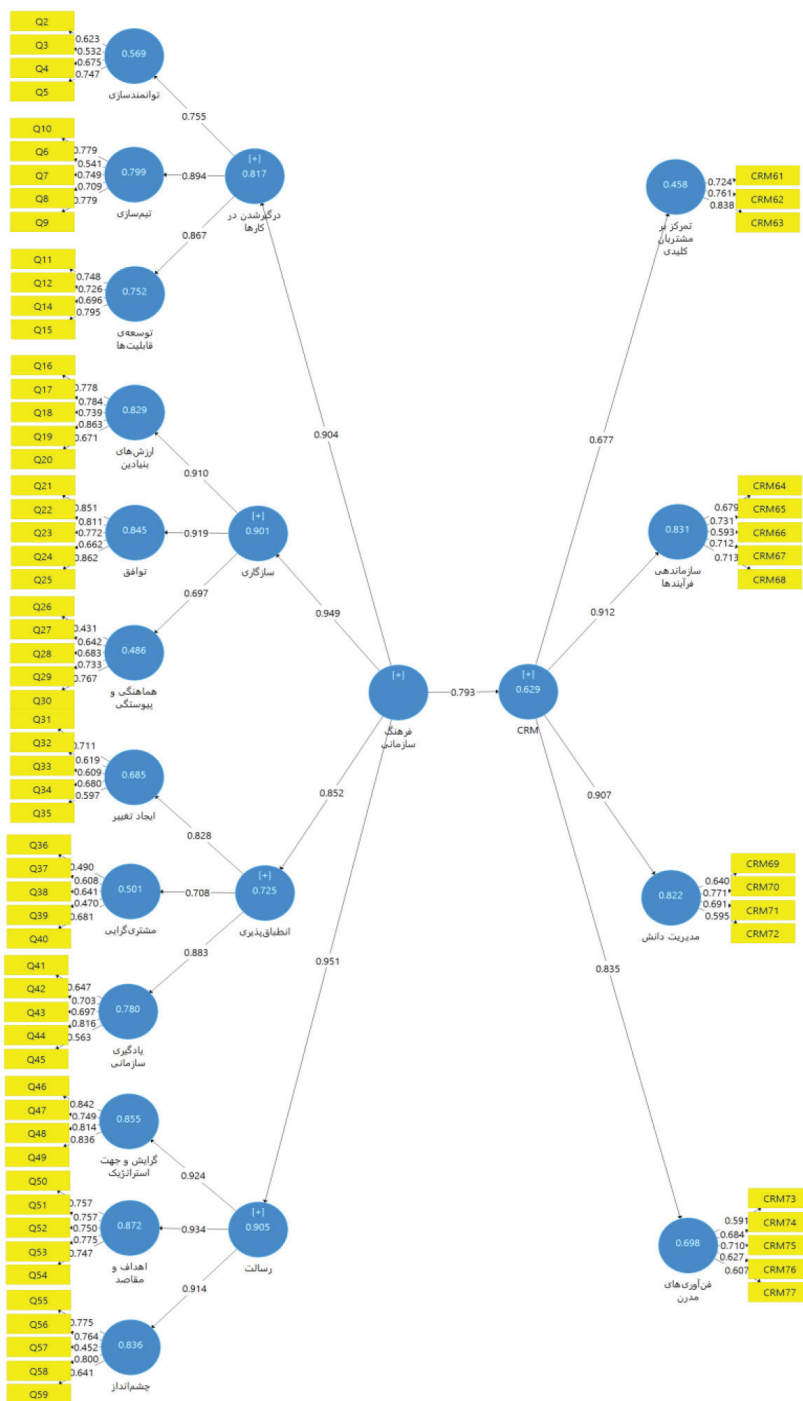 Q2
Q3
Q4
Q5
0.623
0.532
0.675
0.747
0.569
توانمندسازی
0.755
Q10
Q6
Q7
Q8
Q9
0.779
0.541
0.749
0.709
0.779
0.799
تیم‌سازی
0.894
[+]
0.817
درگیرشدن در
کارها
0.867
Q11
Q12
Q14
Q15
0.748
0.726
0.696
0.795
0.752
توسعه‌ی
قابلیت‌ها
Q16
Q17
Q18
Q19
Q20
0.778
0.784
0.739
0.863
0.671
0.829
ارزش‌های
بنیادین
0.910
Q21
Q22
Q23
Q24
Q25
0.851
0.811
0.772
0.662
0.862
0.845
توافق
0.919
[+]
0.901
سازگاری
0.697
Q26
Q27
Q28
Q29
Q30
0.431
0.642
0.683
0.733
0.767
0.486
هماهنگی و
پیوستگی
Q31
Q32
Q33
Q34
Q35
0.711
0.619
0.609
0.680
0.597
0.685
ایجاد تغییر
0.828
Q36
Q37
Q38
Q39
Q40
0.490
0.608
0.641
0.470
0.681
0.501
مشتری‌گرایی
0.708
[+]
0.725
انطباق‌پذیری
0.883
Q41
Q42
Q43
Q44
Q45
0.647
0.703
0.697
0.816
0.563
0.780
یادگیری
سازمانی
Q46
Q47
Q48
Q49
0.842
0.749
0.814
0.836
0.855
گرایش و جهت
استراتژیک
0.924
Q50
Q51
Q52
Q53
Q54
0.757
0.757
0.750
0.775
0.747
0.872
اهداف و
مقاصد
0.934
[+]
0.905
رسالت
0.914
Q55
Q56
Q57
Q58
Q59
0.775
0.764
0.452
0.800
0.641
0.836
چشم‌انداز
0.904
0.949
0.852
0.951
[+]
فرهنگ
سازمانی
0.793
[+]
0.629
CRM
0.677
0.912
0.907
0.835
0.458
تمرکز بر
مشتریان
کلیدی
0.724
0.761
0.838
CRM61
CRM62
CRM63
0.831
سازماندهی
فرآیندها
0.679
0.731
0.593
0.712
0.713
CRM64
CRM65
CRM66
CRM67
CRM68
0.822
مدیریت دانش
0.640
0.771
0.691
0.595
CRM69
CRM70
CRM71
CRM72
0.698
فن‌آوری‌های
مدرن
0.591
0.684
0.710
0.627
0.607
CRM73
CRM74
CRM75
CRM76
CRM77